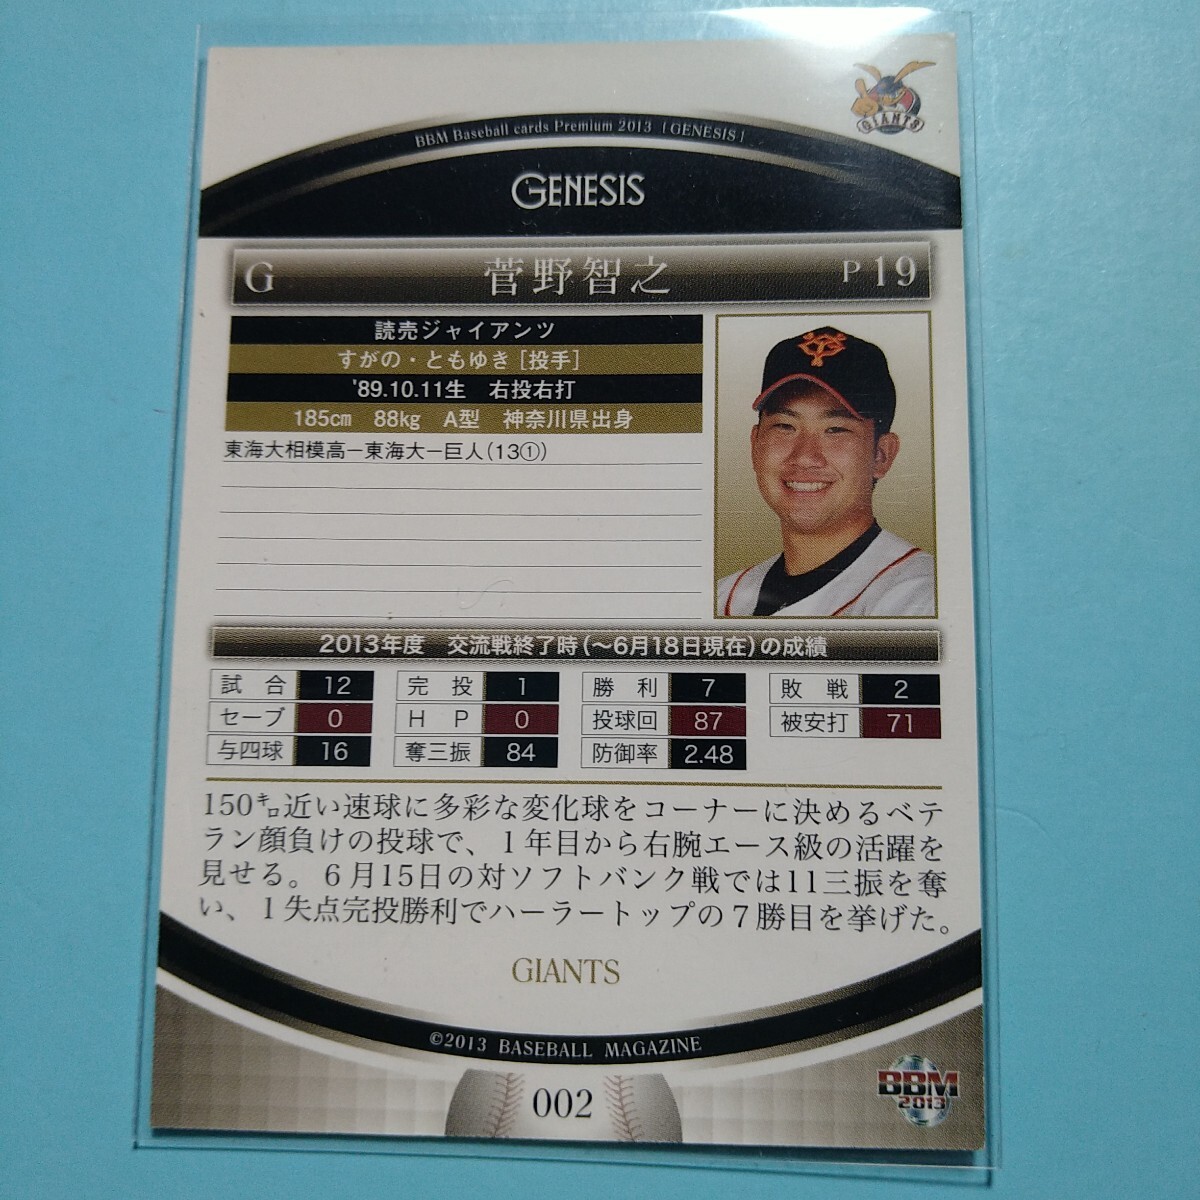 GIANTS
BBM Baseball cards Premium 2013 [GENESIS]
GENESIS
G 菅野智之 P 19
読売ジャイアンツ
すがの・ともゆき [投手]
'89.10.11生 右投右打
185cm 88kg A型 神奈川県出身
東海大相模高ー東海大ー巨人(13①)
2013年度 交流戦終了時(〜6月18日現在)の成績
試合 12 完投 1 勝利 7 敗戦 2
セーブ 0 HP 0 投球回 87 被安打 71
与四球 16 奪三振 84 防御率 2.48
150㌔近い速球に多彩な変化球をコーナーに決めるベテ
ラン顔負けの投球で、1年目から右腕エース級の活躍を
見せる。6月15日の対ソフトバンク戦では11三振を奪
い、1失点完投勝利でハーラートップの7勝目を挙げた。
GIANTS
©2013 BASEBALL MAGAZINE
002
BBM
2013